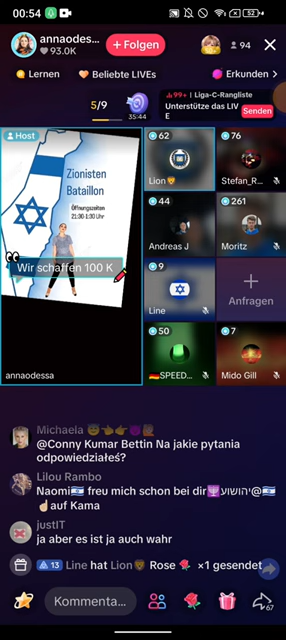 00:54
52
annaodes...
93.0K
+ Folgen
94
Lernen
Beliebte LIVEs
Erkunden
5/9
35:44
99+ | Liga-C-Rangliste
Unterstütze das LIV
E
Senden
Host
Zionisten
Bataillon
Öffnungszeiten
21:30-1:30 Uhr
Wir schaffen 100 K
annaodessa
62
Lion🦁
76
Stefan_R...
44
Andreas J
261
Moritz
9
Line
+
Anfragen
50
🇩🇪SPEED...
7
Mido Gill
Michaela 😇👈👉😈🙋
@Conny Kumar Bettin Na jakie pytania
odpowiedziałeś?
Lilou Rambo
Naomi🇮🇱 freu mich schon bei dir🕎יהושוע@🇮🇱
☝🏼auf Kama
justIT
ja aber es ist ja auch wahr
13 Line hat Lion🦁 Rose 🌹 ×1 gesendet
Kommenta...
67